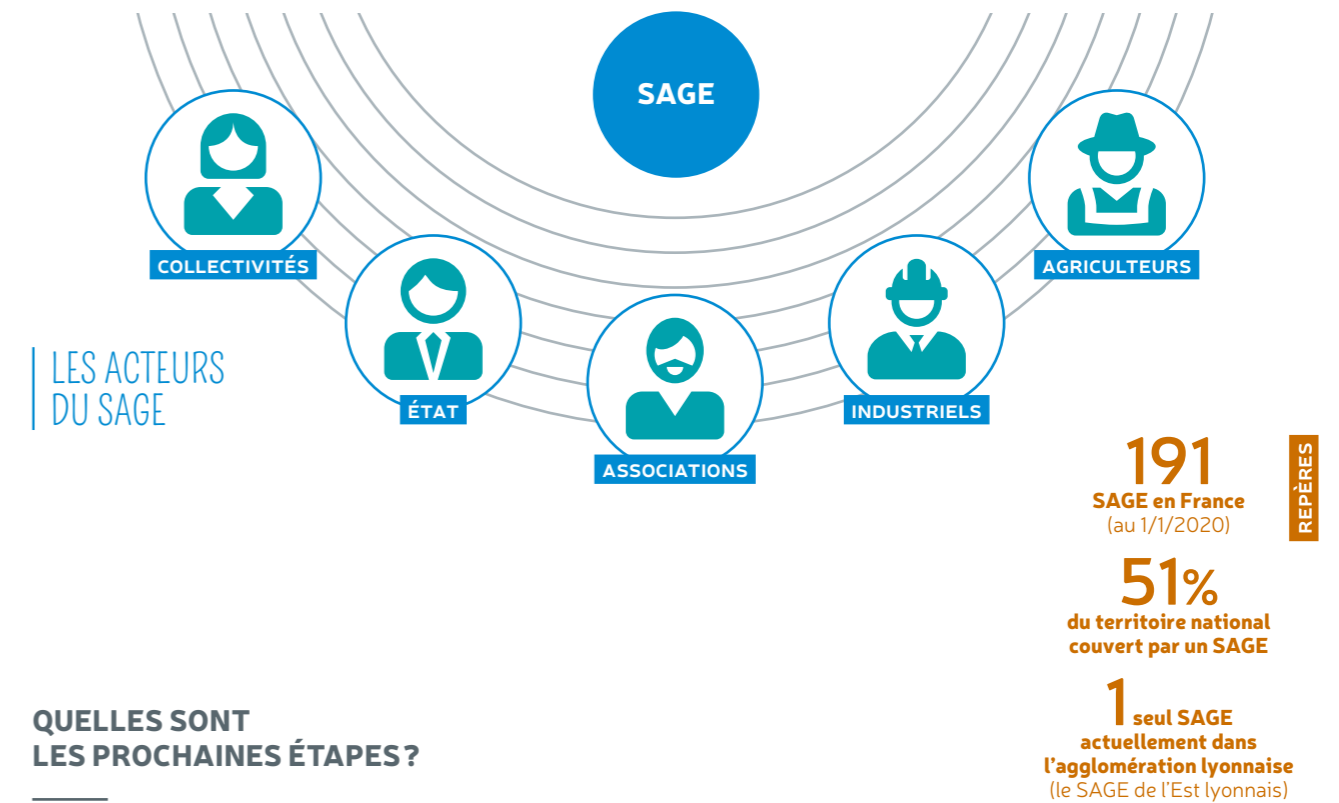 SAGE
COLLECTIVITÉS
AGRICULTEURS
ÉTAT
INDUSTRIELS
ASSOCIATIONS
LES ACTEURS
DU SAGE
REPÈRES
191
SAGE en France
(au 1/1/2020)
51%
du territoire national
couvert par un SAGE
1 seul SAGE
actuellement dans
l'agglomération lyonnaise
(le SAGE de l'Est lyonnais)
QUELLES SONT
LES PROCHAINES ÉTAPES ?